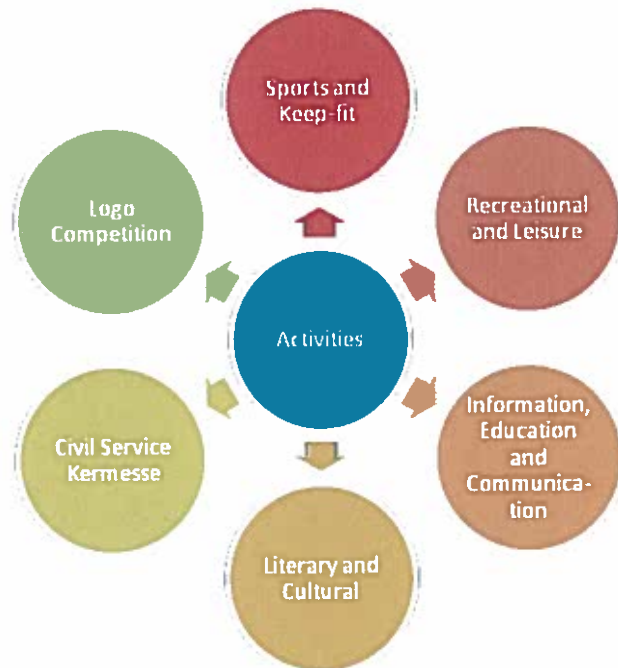 Sports and
Keep-fit
Recreational
and Leisure
Information,
Education
and
Communica-
tion
Literary and
Cultural
Civil Service
Kermesse
Logo
Competition
Activities